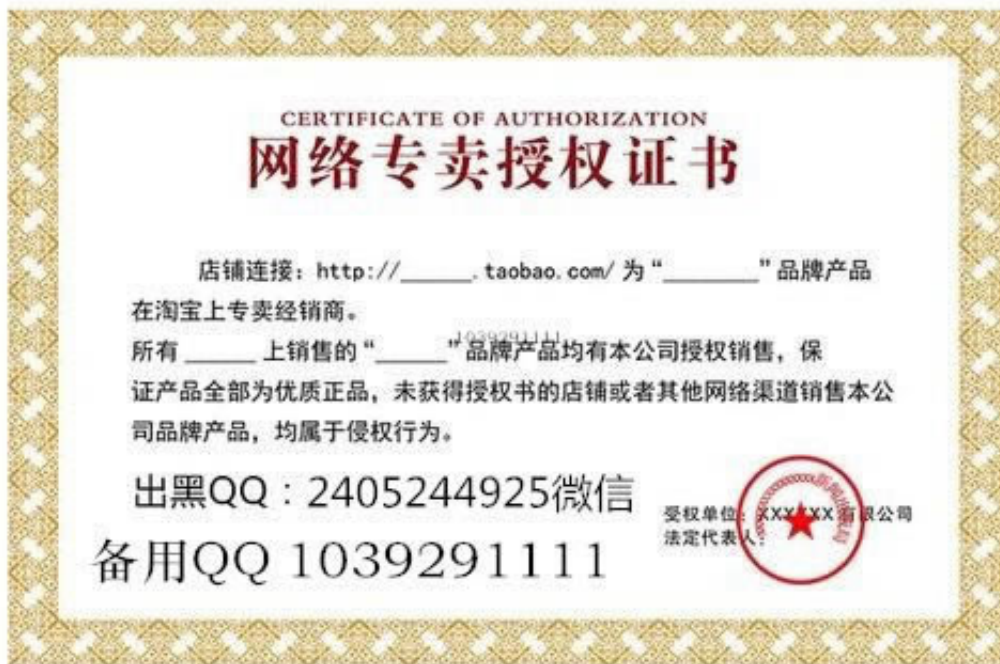 CERTIFICATE OF AUTHORIZATION
网络专卖授权证书
店铺连接：http://______.taobao.com/ 为“________”品牌产品
在淘宝上专卖经销商。
1039291111
所有 ______ 上销售的“______”品牌产品均有本公司授权销售，保
证产品全部为优质正品，未获得授权书的店铺或者其他网络渠道销售本公
司品牌产品，均属于侵权行为。
出黑QQ：2405244925微信
受权单位：XXXXXX 有限公司
法定代表人：
备用QQ 1039291111